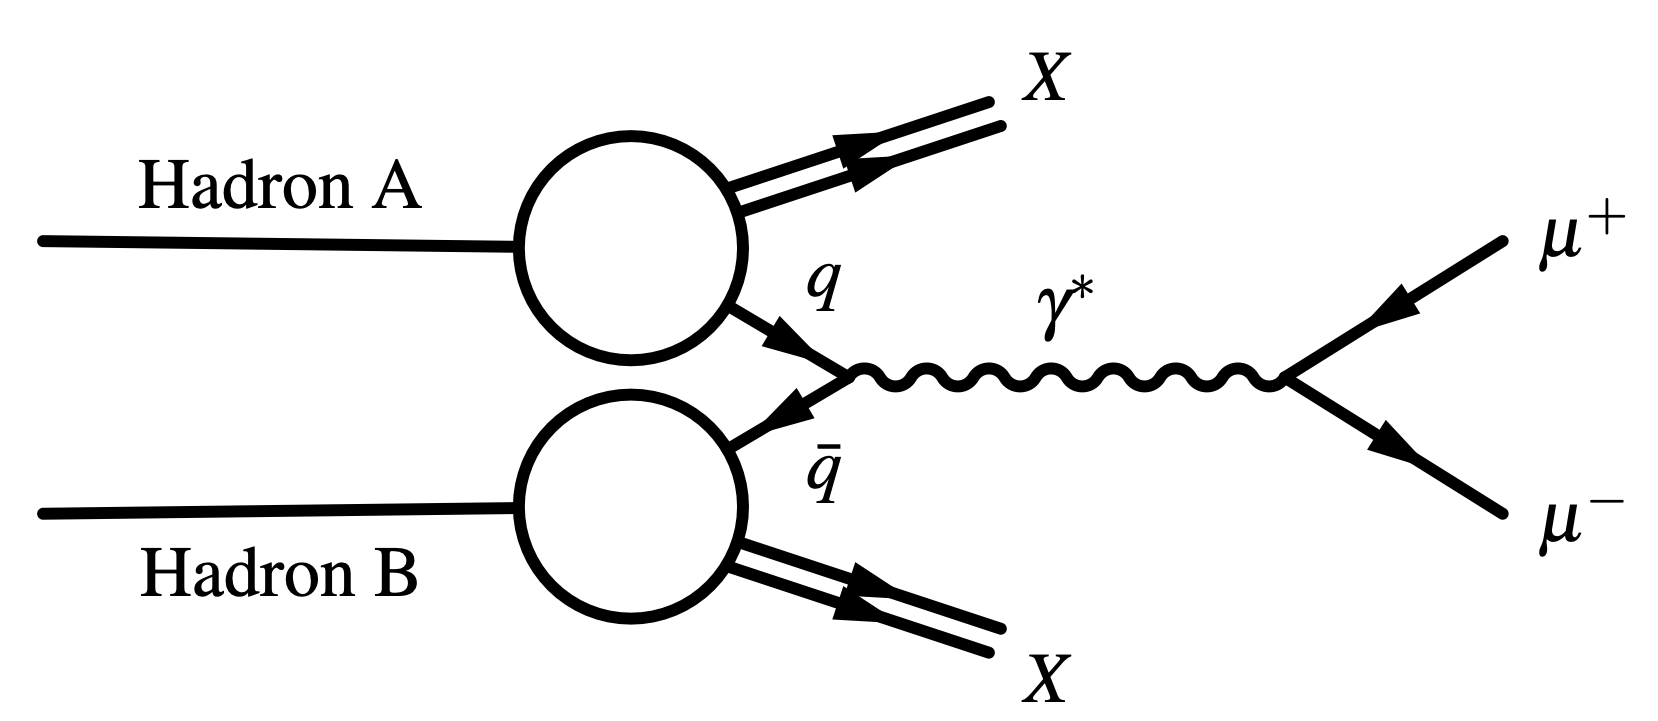 X
Hadron A
μ⁺
q
γ*
q̄
μ⁻
Hadron B
X